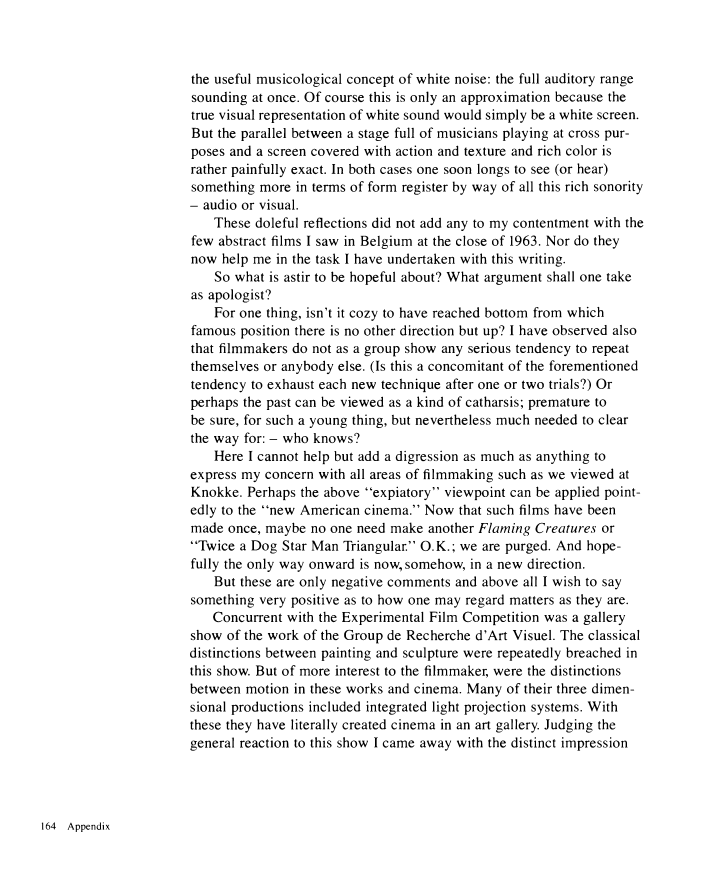 the useful musicological concept of white noise: the full auditory range
sounding at once. Of course this is only an approximation because the
true visual representation of white sound would simply be a white screen.
But the parallel between a stage full of musicians playing at cross pur-
poses and a screen covered with action and texture and rich color is
rather painfully exact. In both cases one soon longs to see (or hear)
something more in terms of form register by way of all this rich sonority
– audio or visual.
These doleful reflections did not add any to my contentment with the
few abstract films I saw in Belgium at the close of 1963. Nor do they
now help me in the task I have undertaken with this writing.
So what is astir to be hopeful about? What argument shall one take
as apologist?
For one thing, isn't it cozy to have reached bottom from which
famous position there is no other direction but up? I have observed also
that filmmakers do not as a group show any serious tendency to repeat
themselves or anybody else. (Is this a concomitant of the forementioned
tendency to exhaust each new technique after one or two trials?) Or
perhaps the past can be viewed as a kind of catharsis; premature to
be sure, for such a young thing, but nevertheless much needed to clear
the way for: – who knows?
Here I cannot help but add a digression as much as anything to
express my concern with all areas of filmmaking such as we viewed at
Knokke. Perhaps the above "expiatory" viewpoint can be applied point-
edly to the "new American cinema." Now that such films have been
made once, maybe no one need make another Flaming Creatures or
"Twice a Dog Star Man Triangular." O.K.; we are purged. And hope-
fully the only way onward is now, somehow, in a new direction.
But these are only negative comments and above all I wish to say
something very positive as to how one may regard matters as they are.
Concurrent with the Experimental Film Competition was a gallery
show of the work of the Group de Recherche d'Art Visuel. The classical
distinctions between painting and sculpture were repeatedly breached in
this show. But of more interest to the filmmaker, were the distinctions
between motion in these works and cinema. Many of their three dimen-
sional productions included integrated light projection systems. With
these they have literally created cinema in an art gallery. Judging the
general reaction to this show I came away with the distinct impression
164 Appendix